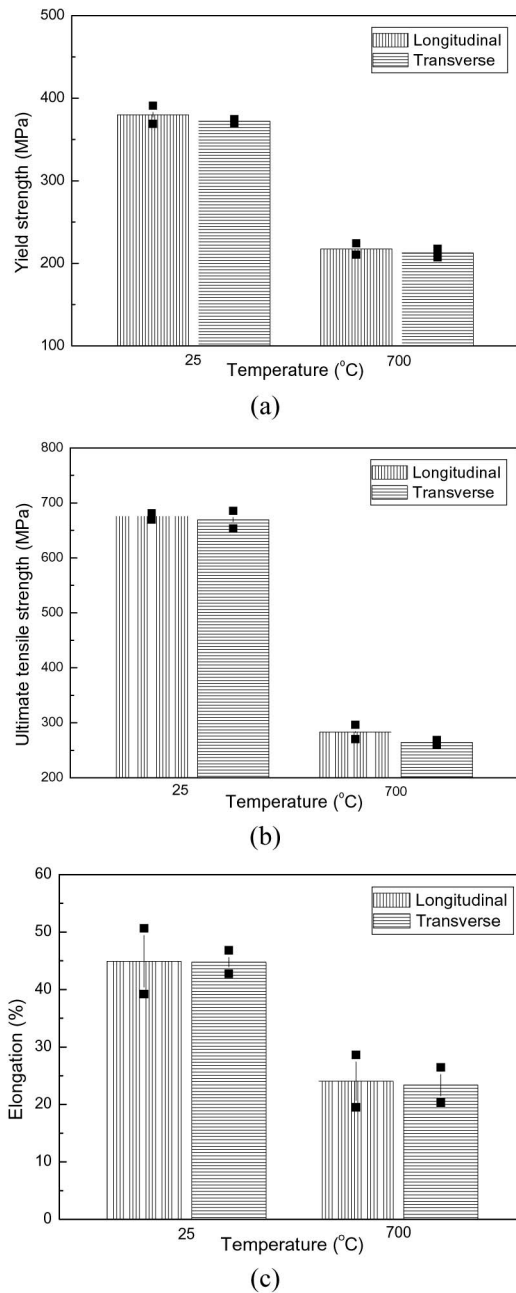 500
Longitudinal
Transverse
400
Yield strength (MPa)
300
200
100
25
700
Temperature (°C)
(a)
800
Longitudinal
Transverse
700
600
Ultimate tensile strength (MPa)
500
400
300
200
25
700
Temperature (°C)
(b)
60
Longitudinal
Transverse
50
40
Elongation (%)
30
20
10
0
25
700
Temperature (°C)
(c)